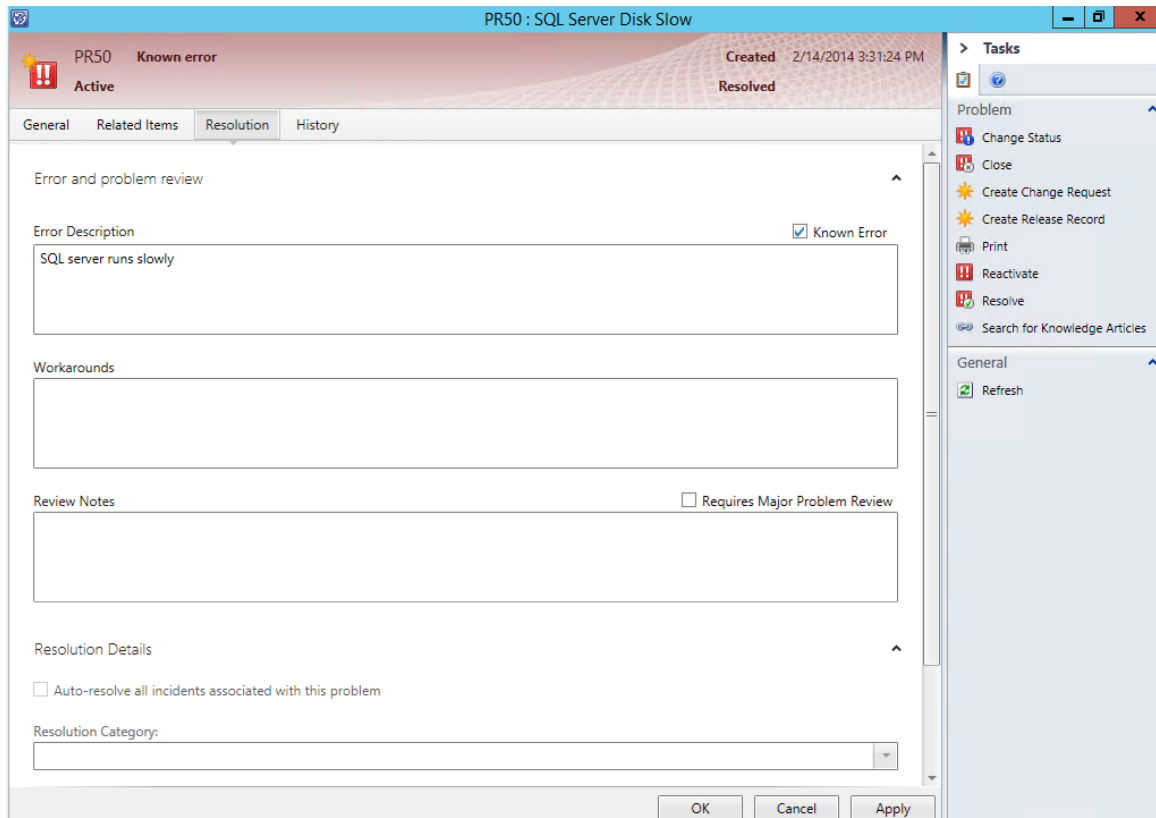 PR50 : SQL Server Disk Slow
PR50 Known error
Created 2/14/2014 3:31:24 PM
Active
Resolved
General Related Items Resolution History
Error and problem review
Error Description
Known Error
SQL server runs slowly
Workarounds
Review Notes
Requires Major Problem Review
Resolution Details
Auto-resolve all incidents associated with this problem
Resolution Category:
OK Cancel Apply
Tasks
Problem
Change Status
Close
Create Change Request
Create Release Record
Print
Reactivate
Resolve
Search for Knowledge Articles
General
Refresh